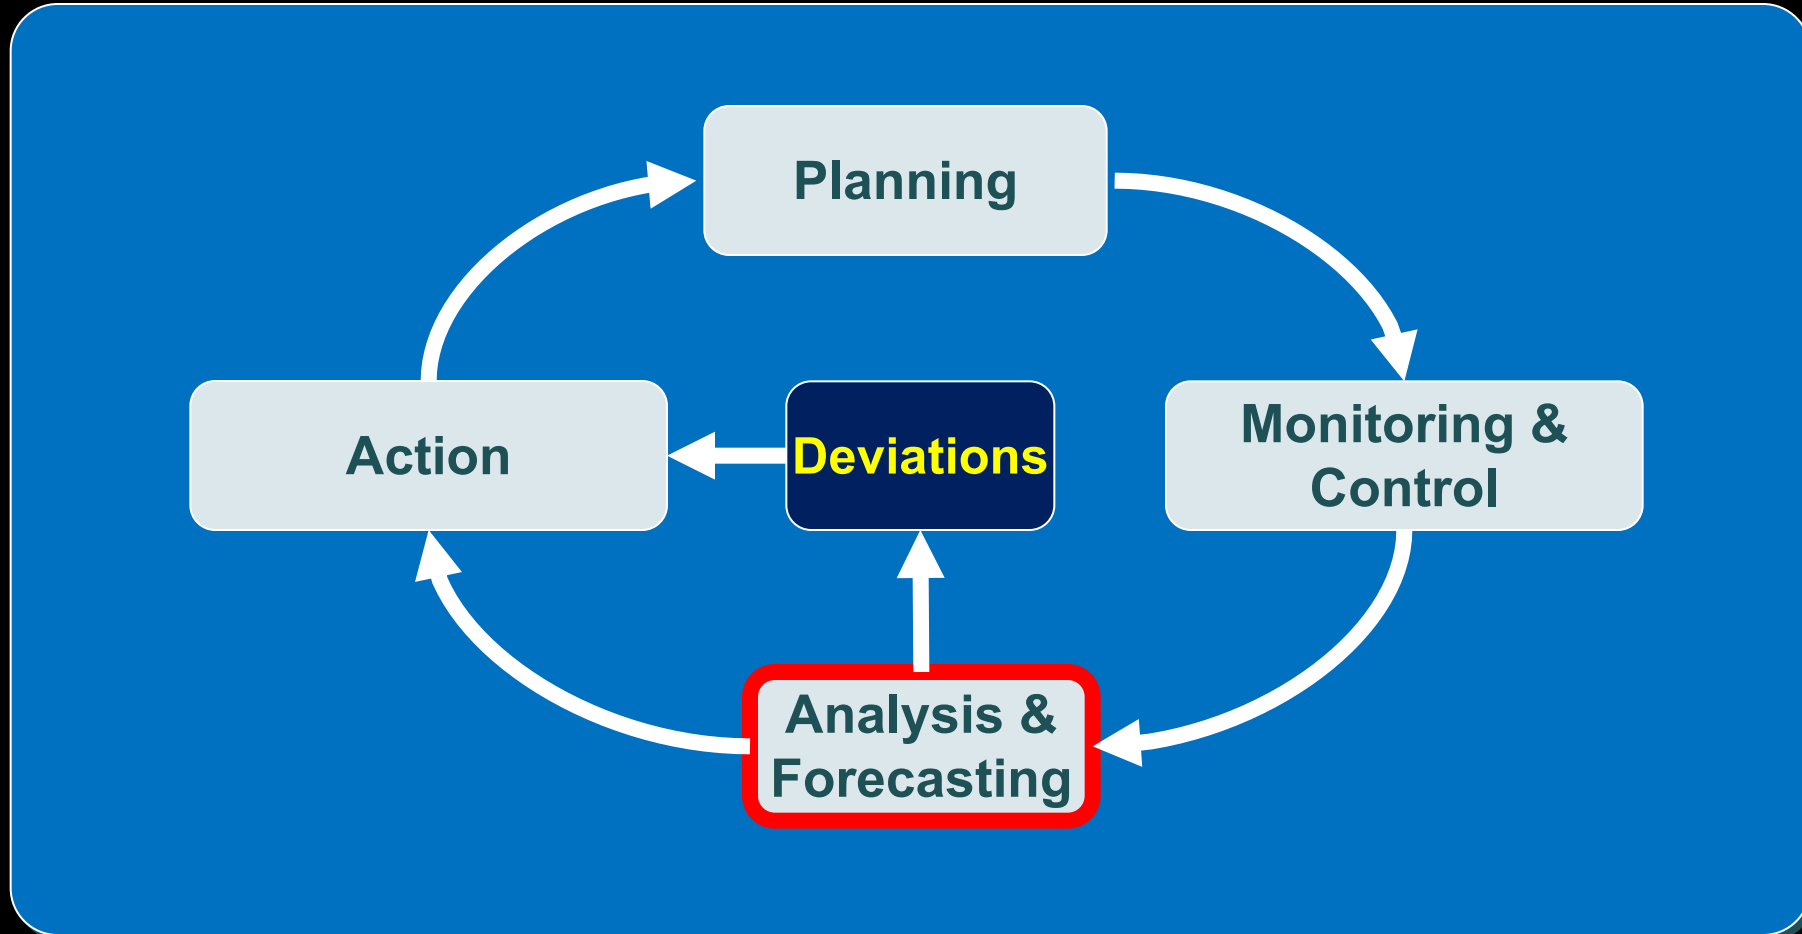 Planning
Action
Deviations
Monitoring &
Control
Analysis &
Forecasting